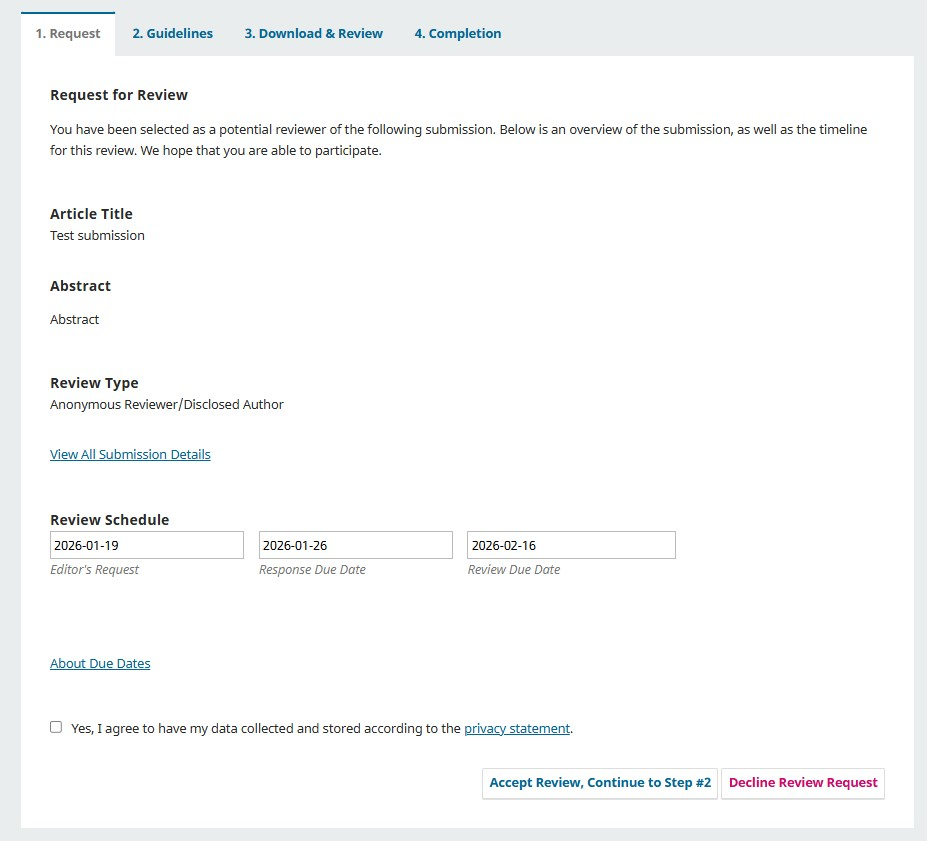 1. Request
2. Guidelines
3. Download & Review
4. Completion
Request for Review
You have been selected as a potential reviewer of the following submission. Below is an overview of the submission, as well as the timeline
for this review. We hope that you are able to participate.
Article Title
Test submission
Abstract
Abstract
Review Type
Anonymous Reviewer/Disclosed Author
View All Submission Details
Review Schedule
2026-01-19
2026-01-26
2026-02-16
Editor's Request
Response Due Date
Review Due Date
About Due Dates
Yes, I agree to have my data collected and stored according to the privacy statement.
Accept Review, Continue to Step #2
Decline Review Request